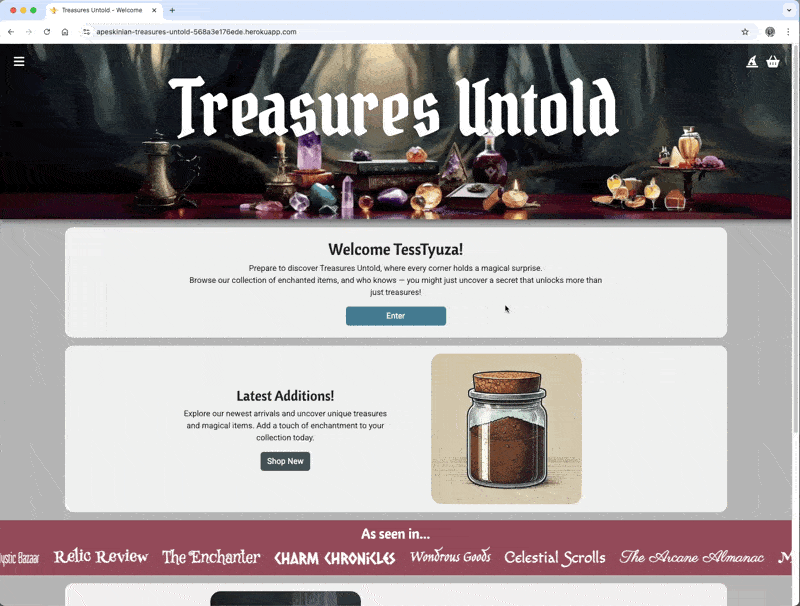 Treasures Untold - Welcome
apeskinian-treasures-untold-568a3e176ede.herokuapp.com
Treasures Untold
Welcome TessTyuza!
Prepare to discover Treasures Untold, where every corner holds a magical surprise.
Browse our collection of enchanted items, and who knows — you might just uncover a secret that unlocks more than
just treasures!
Enter
Latest Additions!
Explore our newest arrivals and uncover unique treasures
and magical items. Add a touch of enchantment to your
collection today.
Shop New
As seen in...
Bazaar Relic Review The Enchanter CHARM CHRONICLES Wondrous Goods Celestial Scrolls The Arcane Almanac M